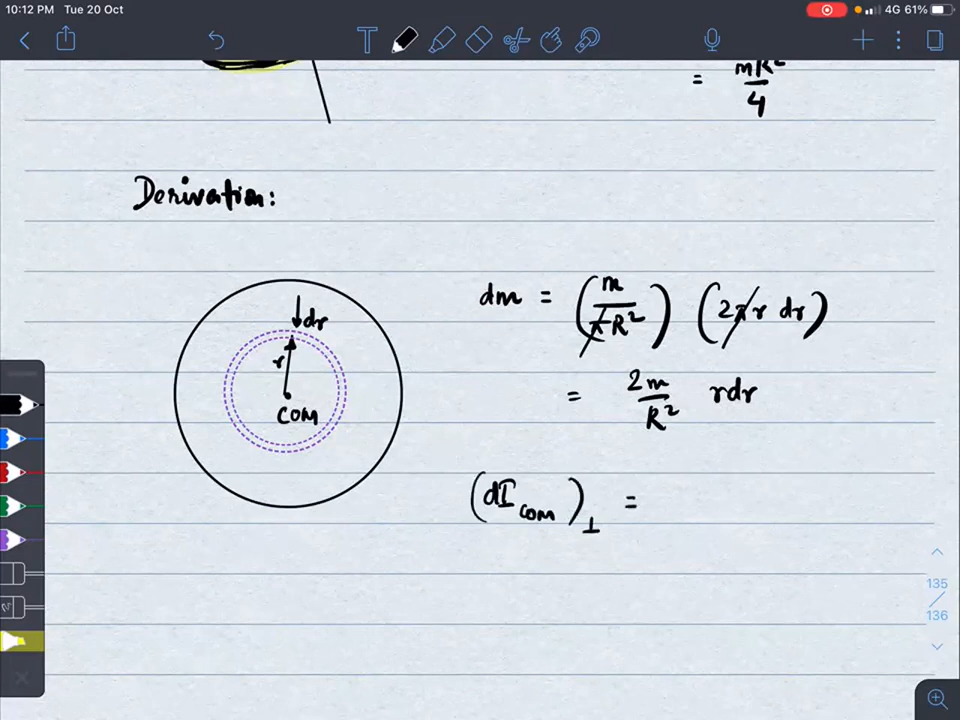 10:12 PM Tue 20 Oct 4G 61%
= mR²/4
Derivation:
dr
r
COM
dm = (m/πR²) (2πr dr)
= 2m/R² rdr
(dI_com)_⊥ =
135
136